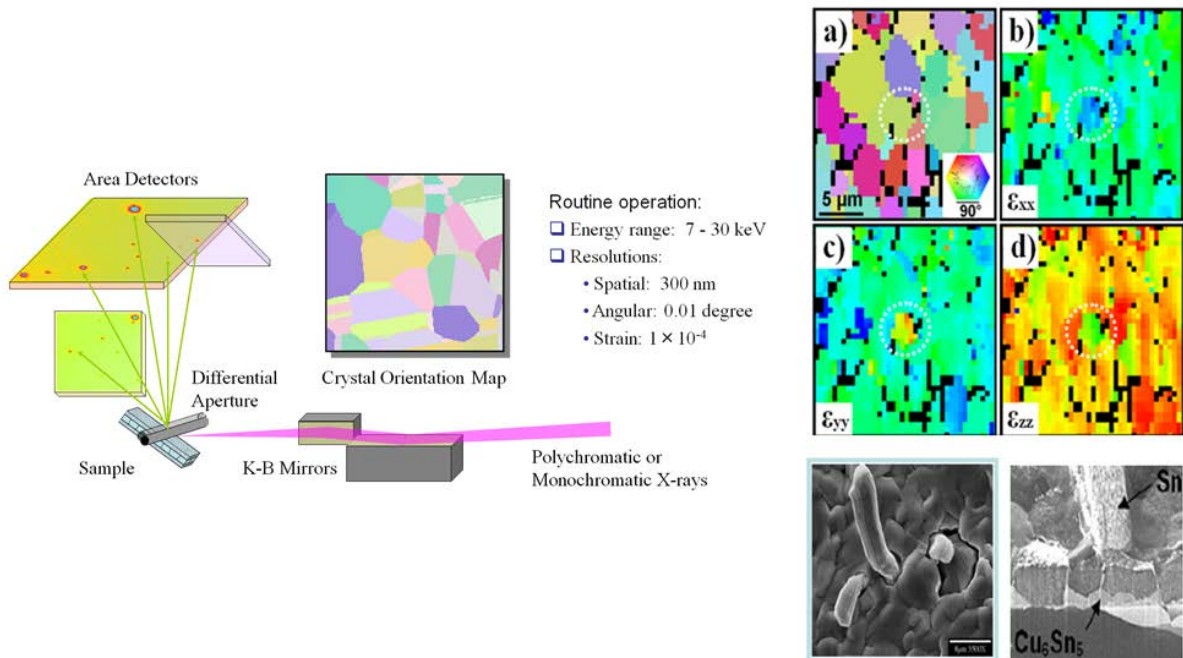 Area Detectors
Differential
Aperture
Sample
K-B Mirrors
Polychromatic or
Monochromatic X-rays
Crystal Orientation Map
Routine operation:
Energy range: 7 - 30 keV
Resolutions:
• Spatial: 300 nm
• Angular: 0.01 degree
• Strain: 1 × 10⁻⁴
a)
5 μm
90°
b)
εxx
c)
εyy
d)
εzz
Sn
Cu₆Sn₅